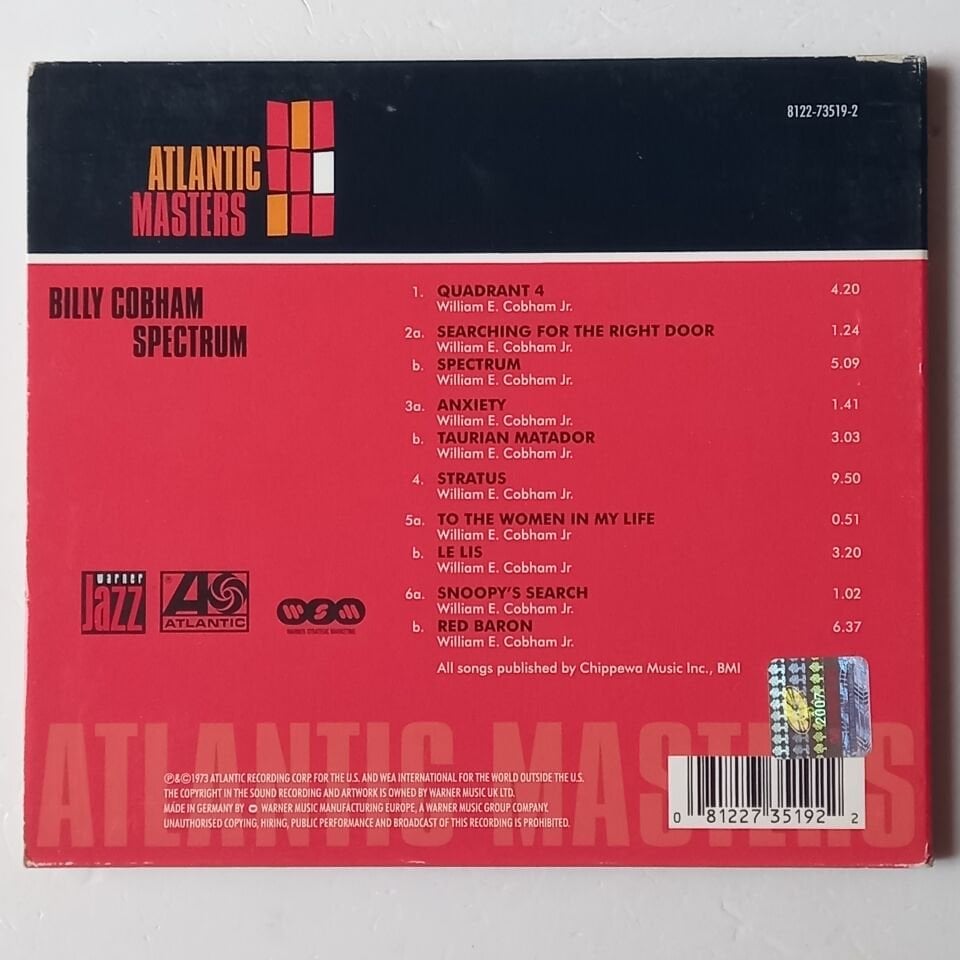 8122-73519-2
ATLANTIC
MASTERS
BILLY COBHAM
SPECTRUM
1. QUADRANT 4 4.20
William E. Cobham Jr.
2a. SEARCHING FOR THE RIGHT DOOR 1.24
William E. Cobham Jr.
b. SPECTRUM 5.09
William E. Cobham Jr.
3a. ANXIETY 1.41
William E. Cobham Jr.
b. TAURIAN MATADOR 3.03
William E. Cobham Jr.
4. STRATUS 9.50
William E. Cobham Jr.
5a. TO THE WOMEN IN MY LIFE 0.51
William E. Cobham Jr
b. LE LIS 3.20
William E. Cobham Jr
6a. SNOOPY'S SEARCH 1.02
William E. Cobham Jr.
b. RED BARON 6.37
William E. Cobham Jr.
All songs published by Chippewa Music Inc., BMI
warner
Jazz
ATLANTIC
WSM
WARNER STRATEGIC MARKETING
2007
ATLANTIC MASTERS
℗&©1973 ATLANTIC RECORDING CORP. FOR THE U.S. AND WEA INTERNATIONAL FOR THE WORLD OUTSIDE THE U.S.
THE COPYRIGHT IN THE SOUND RECORDING AND ARTWORK IS OWNED BY WARNER MUSIC UK LTD.
MADE IN GERMANY BY WARNER MUSIC MANUFACTURING EUROPE, A WARNER MUSIC GROUP COMPANY.
UNAUTHORISED COPYING, HIRING, PUBLIC PERFORMANCE AND BROADCAST OF THIS RECORDING IS PROHIBITED.
0 81227 35192 2